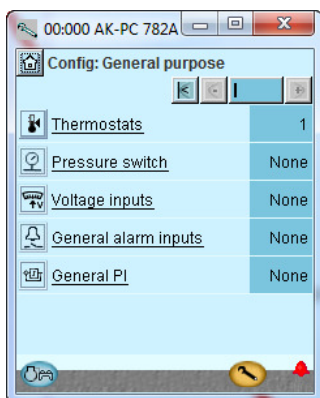 00:000 AK-PC 782A
Config: General purpose
Thermostats 1
Pressure switch None
Voltage inputs None
General alarm inputs None
General PI None